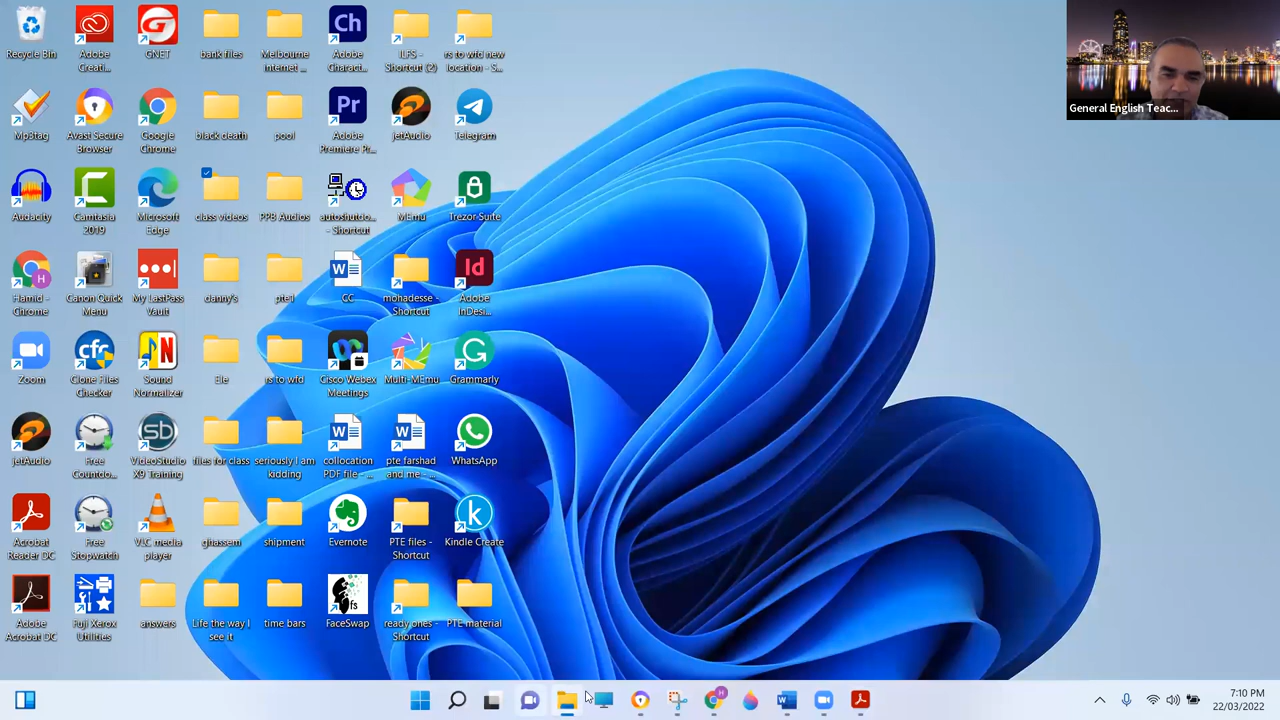 Recycle Bin
Adobe
Creati...
GNET
bank files
Melbourne
internet ...
Ch
Adobe
Charact...
ILFS -
Shortcut (2)
rs to wfd new
location - S...
General English Teac...
Mp3tag
Avast Secure
Browser
Google
Chrome
black death
pool
Pr
Adobe
Premiere Pr...
jetAudio
Telegram
Audacity
Camtasia
2019
Microsoft
Edge
class videos
PPB Audios
autoshutdo...
- Shortcut
MEmu
Trezor Suite
Hamid -
Chrome
Canon Quick
Menu
My LastPass
Vault
danny's
pte1
CC
mohadesse -
Shortcut
Id
Adobe
InDesi...
Zoom
cfc
Clone Files
Checker
Sound
Normalizer
Ele
rs to wfd
Cisco Webex
Meetings
Multi-MEmu
Grammarly
jetAudio
Free
Countdo...
sb
VideoStudio
X9 Training
files for class
seriously I am
kidding
collocation
PDF file - ...
pte farshad
and me - ...
WhatsApp
Acrobat
Reader DC
Free
Stopwatch
VLC media
player
ghassem
shipment
Evernote
PTE files -
Shortcut
k
Kindle Create
Adobe
Acrobat DC
Fuji Xerox
Utilities
answers
Life the way I
see it
time bars
fs
FaceSwap
ready ones -
Shortcut
PTE material
7:10 PM
22/03/2022